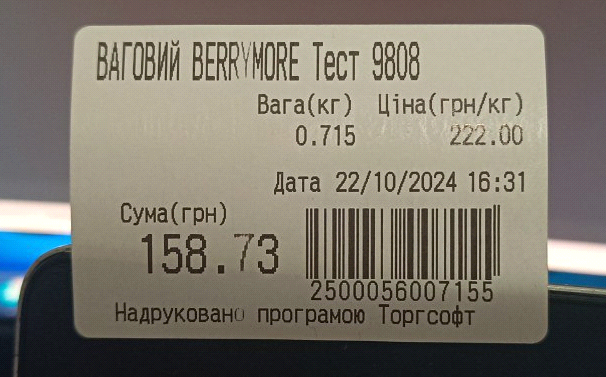 ВАГОВИЙ BERRYMORE Тест 9808
Вага(кг) Ціна(грн/кг)
0.715 222.00
Дата 22/10/2024 16:31
Сума(грн)
158.73
2500056007155
Надруковано програмою Торгсофт